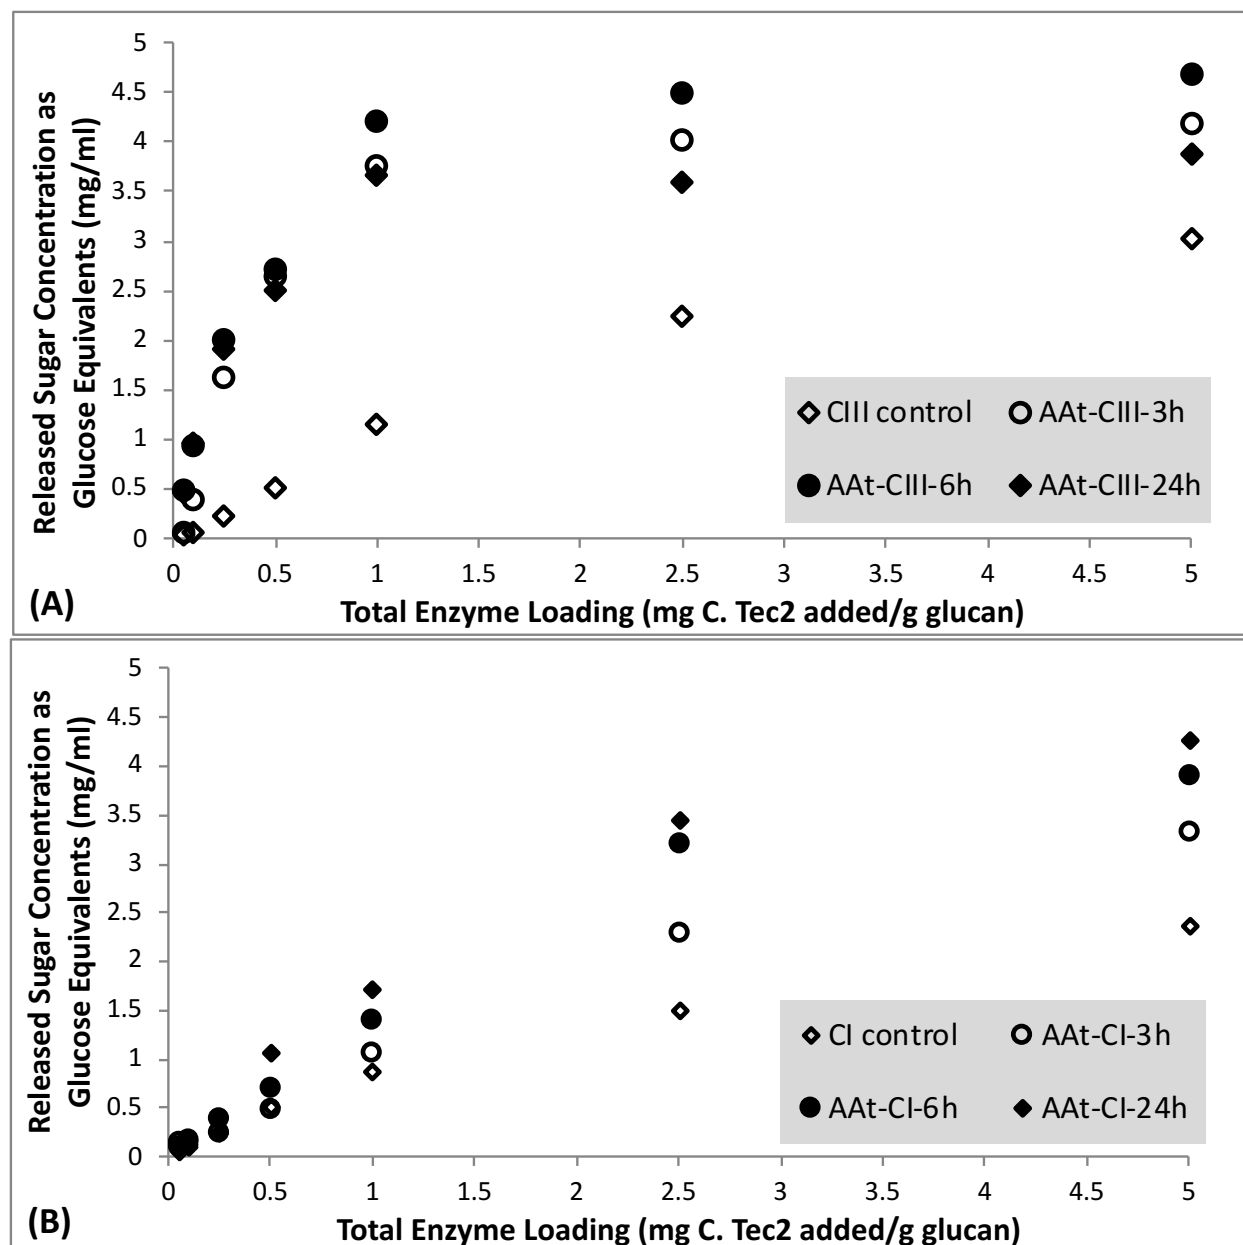 Released Sugar Concentration as
Glucose Equivalents (mg/ml)
5
4.5
4
3.5
3
2.5
2
1.5
1
0.5
0
0 0.5 1 1.5 2 2.5 3 3.5 4 4.5 5
CIII control AAt-CIII-3h
AAt-CIII-6h AAt-CIII-24h
(A) Total Enzyme Loading (mg C. Tec2 added/g glucan)
Released Sugar Concentration as
Glucose Equivalents (mg/ml)
5
4.5
4
3.5
3
2.5
2
1.5
1
0.5
0
0 0.5 1 1.5 2 2.5 3 3.5 4 4.5 5
CI control AAt-CI-3h
AAt-CI-6h AAt-CI-24h
(B) Total Enzyme Loading (mg C. Tec2 added/g glucan)